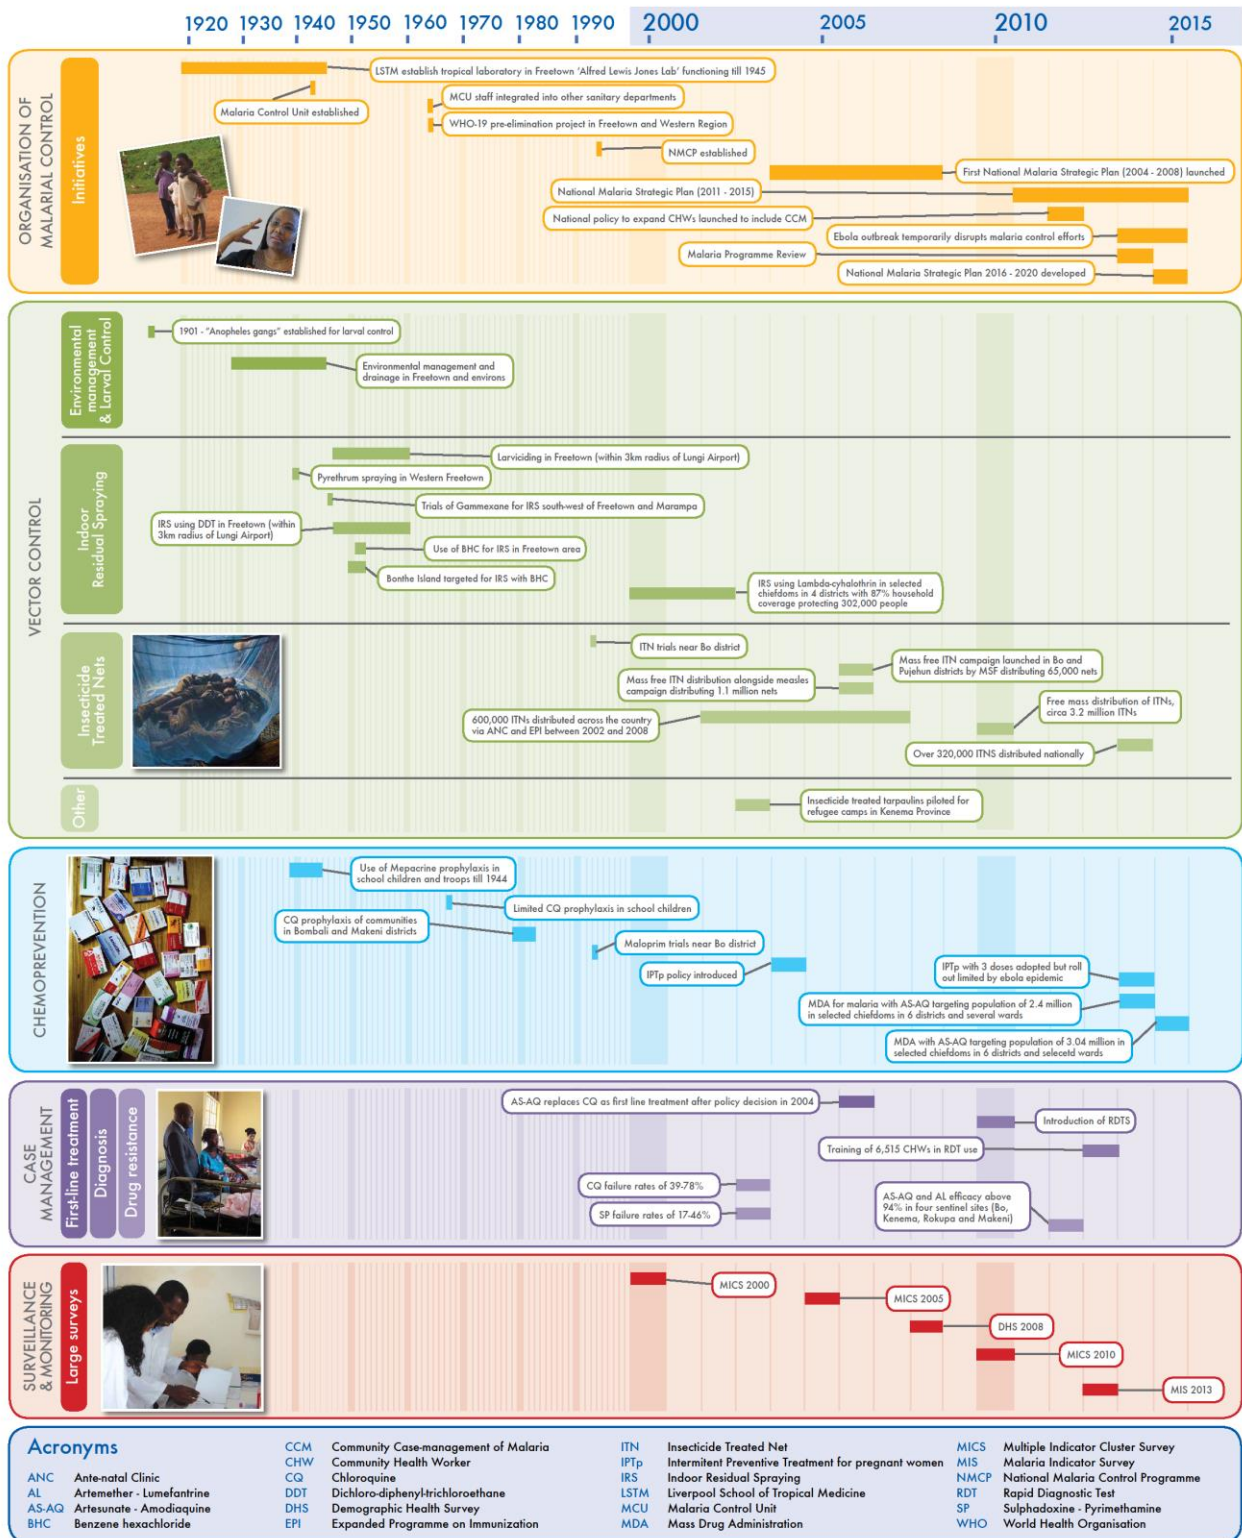 1920 1930 1940 1950 1960 1970 1980 1990 2000 2005 2010 2015
ORGANISATION OF
MALARIAL CONTROL
Initiatives
LSTM establish tropical laboratory in Freetown ‘Alfred Lewis Jones Lab’ functioning till 1945
Malaria Control Unit established
MCU staff integrated into other sanitary departments
WHO-19 pre-elimination project in Freetown and Western Region
NMCP established
First National Malaria Strategic Plan (2004 - 2008) launched
National Malaria Strategic Plan (2011 - 2015)
National policy to expand CHWs launched to include CCM
Ebola outbreak temporarily disrupts malaria control efforts
Malaria Programme Review
National Malaria Strategic Plan 2016 - 2020 developed
VECTOR CONTROL
Environmental
management
& Larval Control
1901 - “Anopheles gangs” established for larval control
Environmental management and
drainage in Freetown and environs
Indoor
Residual Spraying
Larviciding in Freetown (within 3km radius of Lungi Airport)
Pyrethrum spraying in Western Freetown
Trials of Gammexane for IRS south-west of Freetown and Marampa
IRS using DDT in Freetown (within
3km radius of Lungi Airport)
Use of BHC for IRS in Freetown area
Bonthe Island targeted for IRS with BHC
IRS using Lambda-cyhalothrin in selected
chiefdoms in 4 districts with 87% household
coverage protecting 302,000 people
Insecticide
Treated Nets
ITN trials near Bo district
Mass free ITN campaign launched in Bo and
Pujehun districts by MSF distributing 65,000 nets
Mass free ITN distribution alongside measles
campaign distributing 1.1 million nets
600,000 ITNs distributed across the country
via ANC and EPI between 2002 and 2008
Free mass distribution of ITNs,
circa 3.2 million ITNs
Over 320,000 ITNS distributed nationally
Other
Insecticide treated tarpaulins piloted for
refugee camps in Kenema Province
CHEMOPREVENTION
Use of Mepacrine prophylaxis in
school children and troops till 1944
Limited CQ prophylaxis in school children
CQ prophylaxis of communities
in Bombali and Makeni districts
Maloprim trials near Bo district
IPTp policy introduced
IPTp with 3 doses adopted but roll
out limited by ebola epidemic
MDA for malaria with AS-AQ targeting population of 2.4 million
in selected chiefdoms in 6 districts and several wards
MDA with AS-AQ targeting population of 3.04 million in
selected chiefdoms in 6 districts and selecetd wards
CASE
MANAGEMENT
First-line treatment
Diagnosis
Drug resistance
AS-AQ replaces CQ as first line treatment after policy decision in 2004
Introduction of RDTS
Training of 6,515 CHWs in RDT use
CQ failure rates of 39-78%
SP failure rates of 17-46%
AS-AQ and AL efficacy above
94% in four sentinel sites (Bo,
Kenema, Rokupa and Makeni)
SURVEILLANCE
& MONITORING
Large surveys
MICS 2000
MICS 2005
DHS 2008
MICS 2010
MIS 2013
Acronyms
ANC Ante-natal Clinic
AL Artemether - Lumefantrine
AS-AQ Artesunate - Amodiaquine
BHC Benzene hexachloride
CCM Community Case-management of Malaria
CHW Community Health Worker
CQ Chloroquine
DDT Dichloro-diphenyl-trichloroethane
DHS Demographic Health Survey
EPI Expanded Programme on Immunization
ITN Insecticide Treated Net
IPTp Intermitent Preventive Treatment for pregnant women
IRS Indoor Residual Spraying
LSTM Liverpool School of Tropical Medicine
MCU Malaria Control Unit
MDA Mass Drug Administration
MICS Multiple Indicator Cluster Survey
MIS Malaria Indicator Survey
NMCP National Malaria Control Programme
RDT Rapid Diagnostic Test
SP Sulphadoxine - Pyrimethamine
WHO World Health Organisation